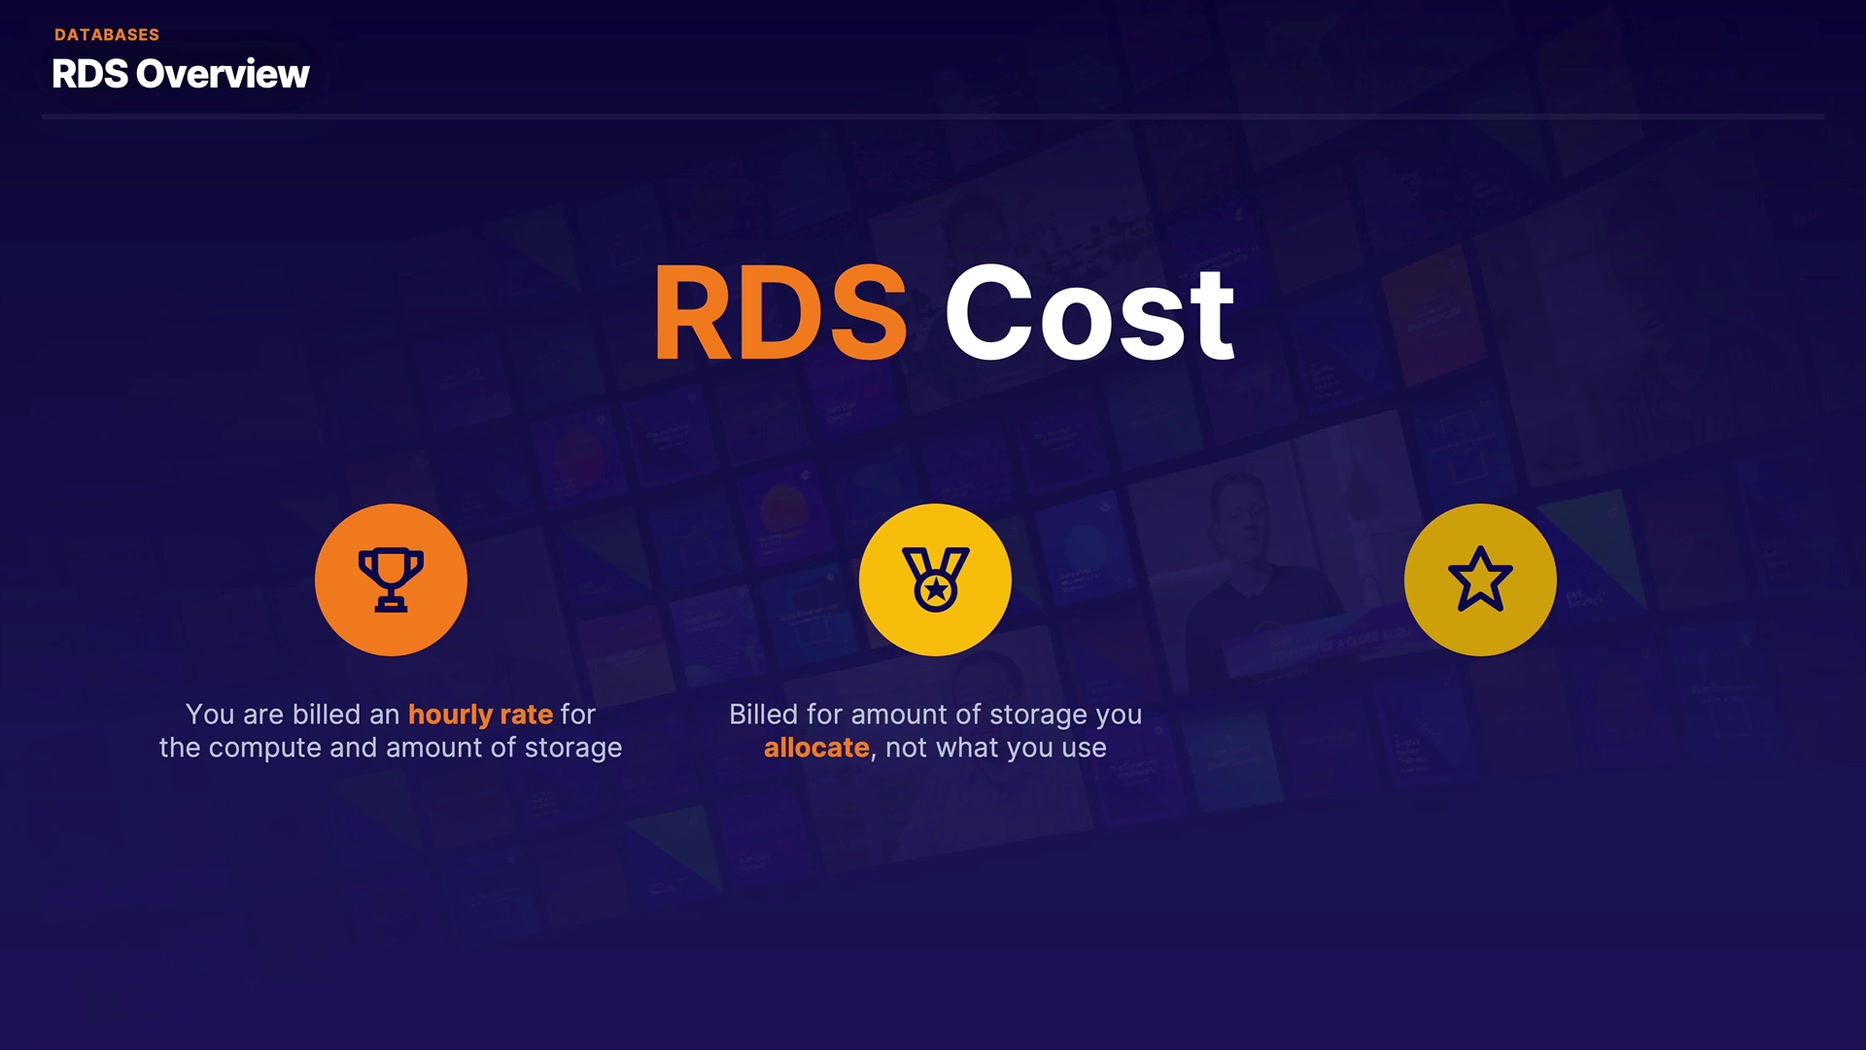 DATABASES
RDS Overview
RDS Cost
You are billed an hourly rate for
the compute and amount of storage
Billed for amount of storage you
allocate, not what you use